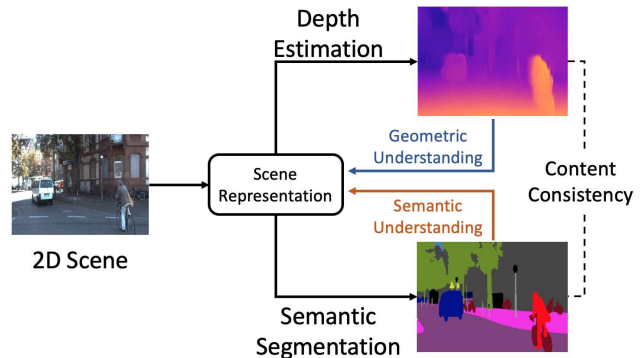 Depth
Estimation
Geometric
Understanding
Scene
Representation
Content
Consistency
Semantic
Understanding
2D Scene
Semantic
Segmentation